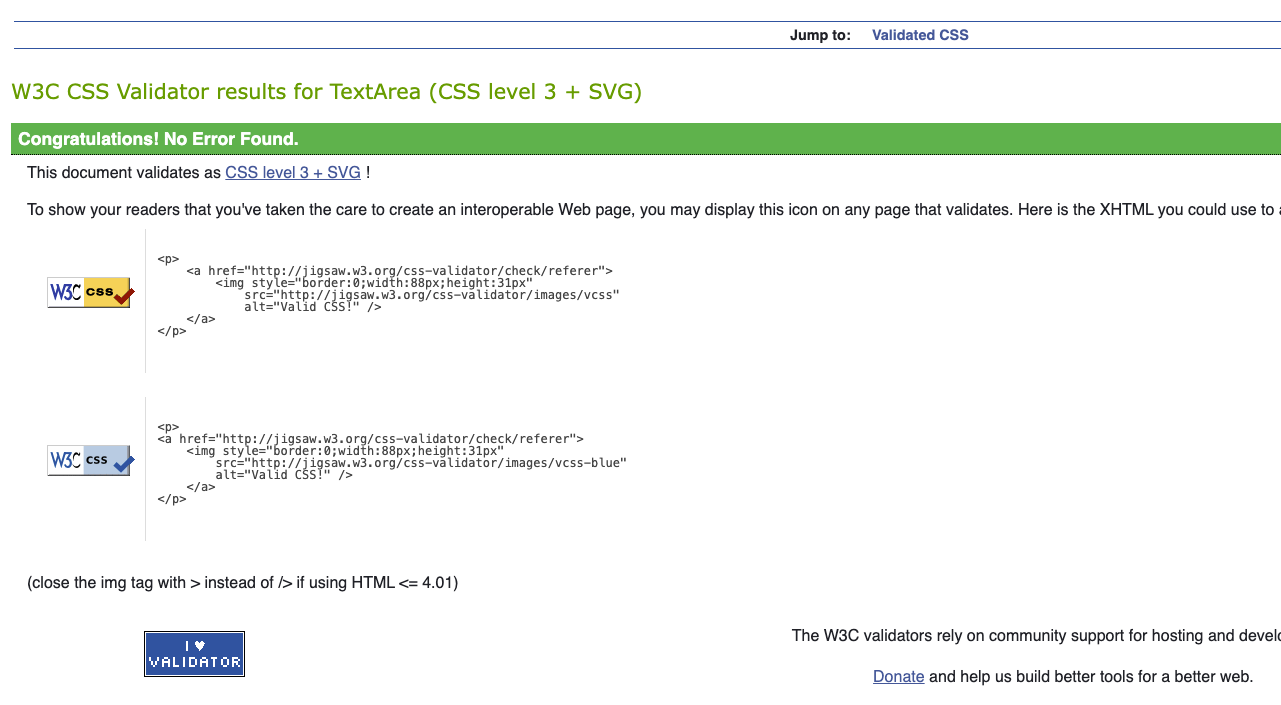 Jump to: Validated CSS
W3C CSS Validator results for TextArea (CSS level 3 + SVG)
Congratulations! No Error Found.
This document validates as CSS level 3 + SVG !
To show your readers that you've taken the care to create an interoperable Web page, you may display this icon on any page that validates. Here is the XHTML you could use to
<p>
    <a href="http://jigsaw.w3.org/css-validator/check/referer">
        <img style="border:0;width:88px;height:31px"
            src="http://jigsaw.w3.org/css-validator/images/vcss"
            alt="Valid CSS!" />
    </a>
</p>
W3C css
<p>
<a href="http://jigsaw.w3.org/css-validator/check/referer">
    <img style="border:0;width:88px;height:31px"
        src="http://jigsaw.w3.org/css-validator/images/vcss-blue"
        alt="Valid CSS!" />
    </a>
</p>
W3C css
(close the img tag with > instead of /> if using HTML <= 4.01)
I ♥
VALIDATOR
The W3C validators rely on community support for hosting and
Donate and help us build better tools for a better web.